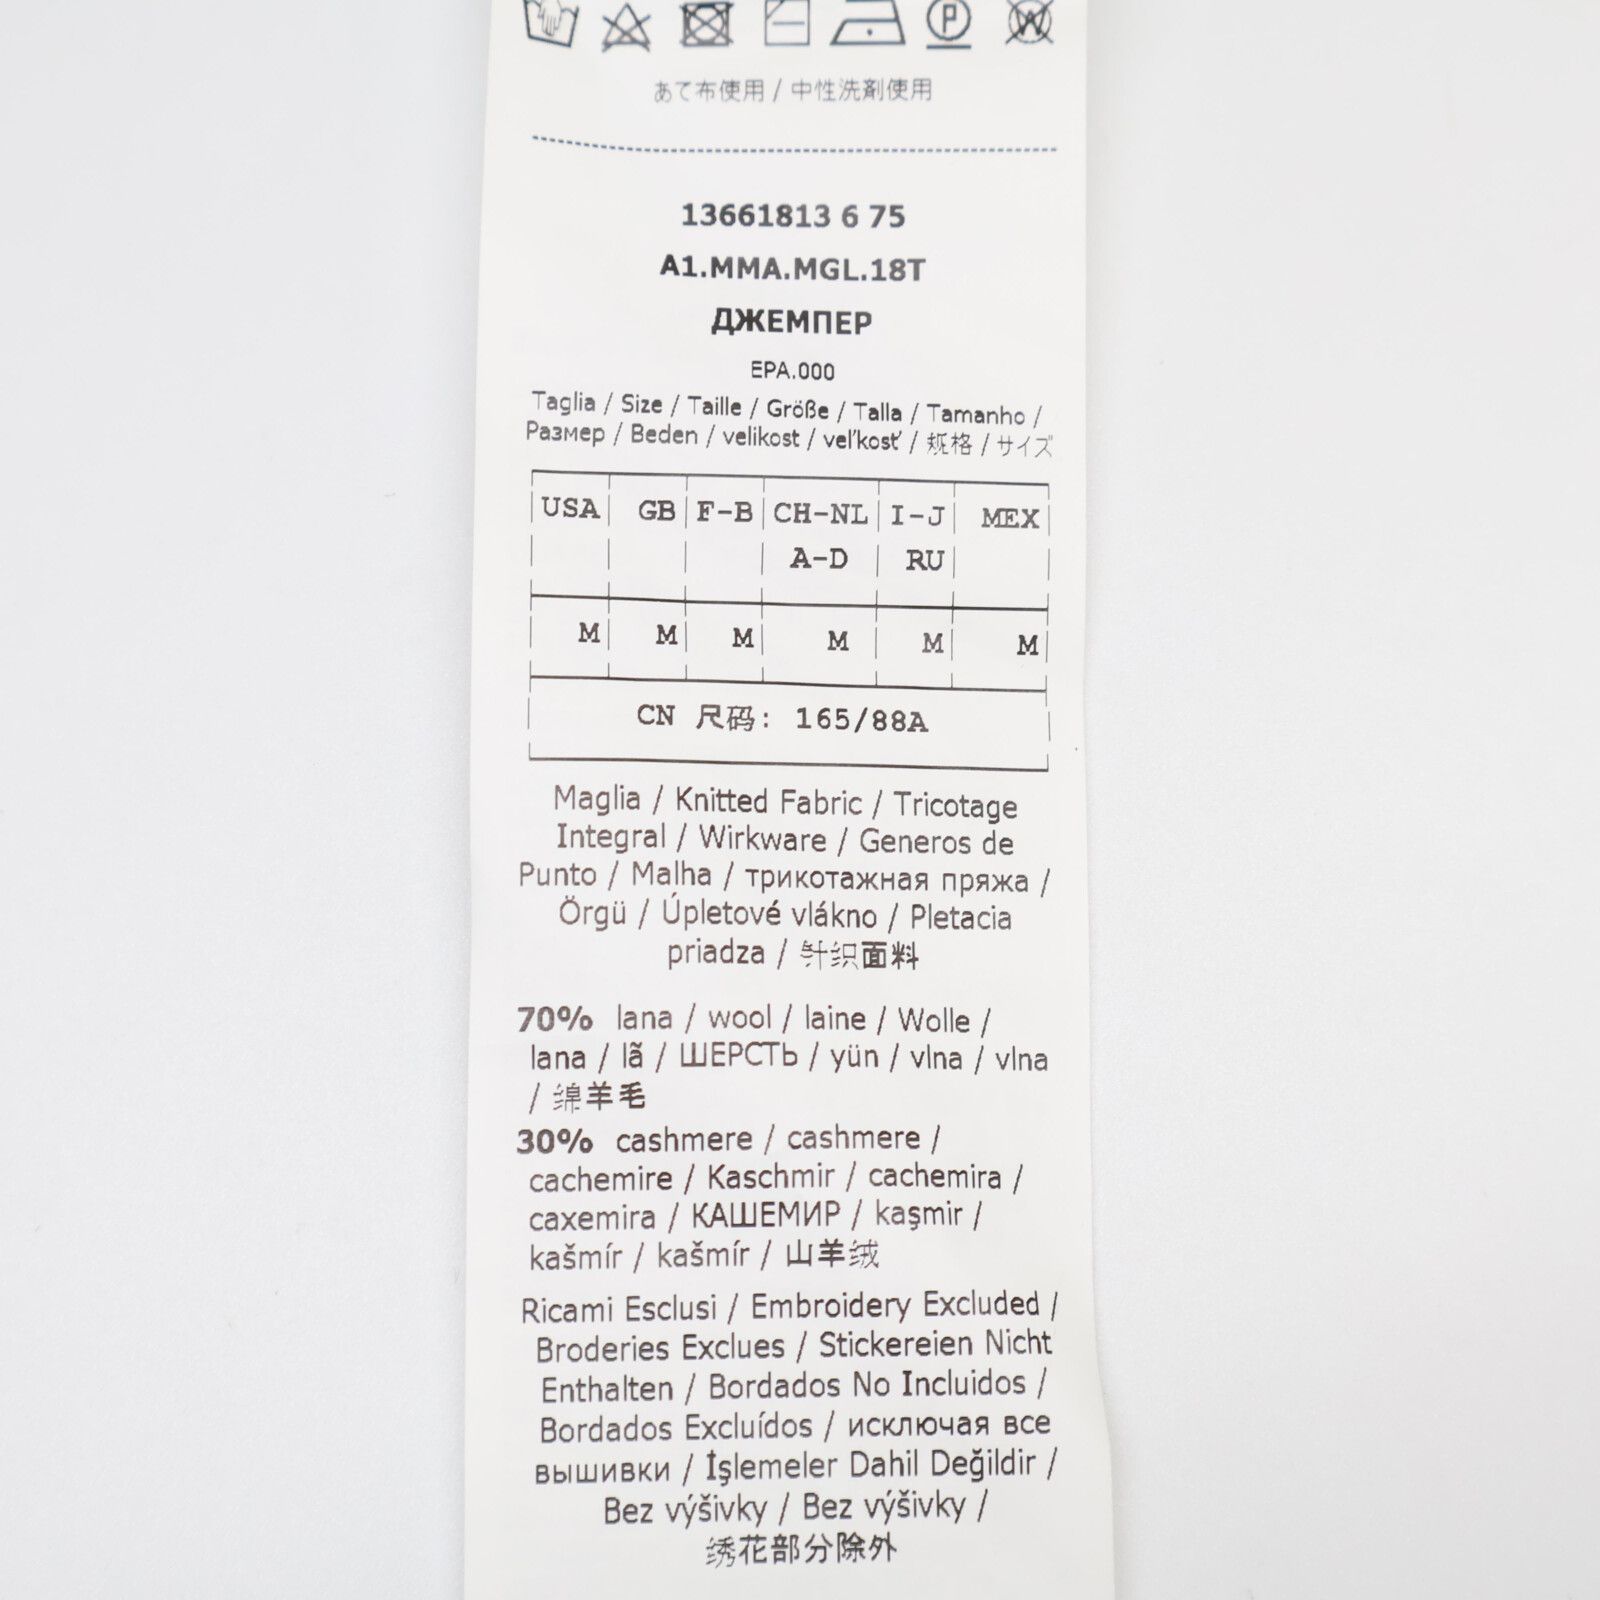 あて布使用 / 中性洗剤使用
13661813 6 75
A1.MMA.MGL.18T
ДЖЕМПЕР
EPA.000
Taglia / Size / Taille / Größe / Talla / Tamanho /
Размер / Beden / velikost / veľkosť / 规格 / サイズ
USA GB F-B CH-NL I-J MEX
A-D RU
M M M M M M
CN 尺码: 165/88A
Maglia / Knitted Fabric / Tricotage
Integral / Wirkware / Generos de
Punto / Malha / трикотажная пряжа /
Örgü / Úpletové vlákno / Pletacia
priadza / 针织面料
70% lana / wool / laine / Wolle /
lana / lã / ШЕРСТЬ / yün / vlna / vlna
/ 绵羊毛
30% cashmere / cashmere /
cachemire / Kaschmir / cachemira /
caxemira / КАШЕМИР / kaşmir /
kašmír / kašmír / 山羊绒
Ricami Esclusi / Embroidery Excluded /
Broderies Exclues / Stickereien Nicht
Enthalten / Bordados No Incluidos /
Bordados Excluídos / исключая все
вышивки / İşlemeler Dahil Değildir /
Bez výšivky / Bez výšivky /
绣花部分除外